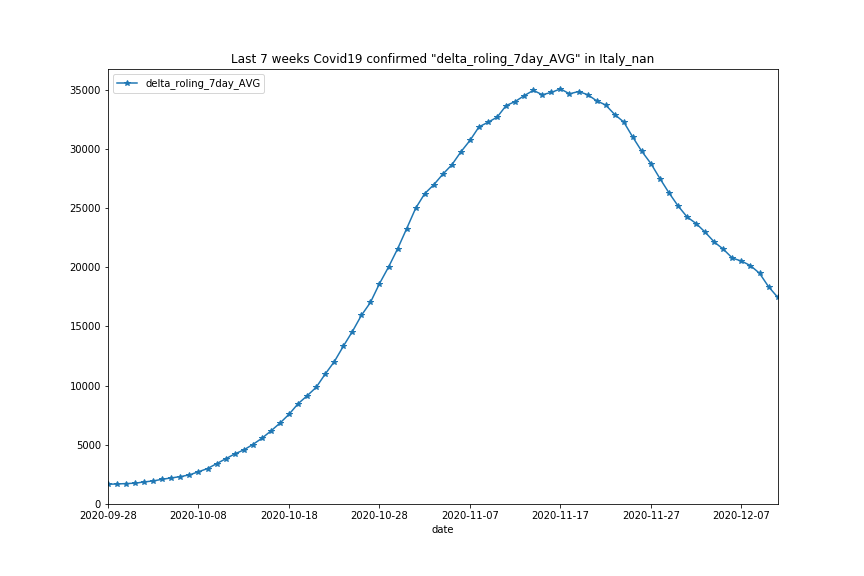 Last 7 weeks Covid19 confirmed "delta_roling_7day_AVG" in Italy_nan
delta_roling_7day_AVG
35000
30000
25000
20000
15000
10000
5000
0
2020-09-28 2020-10-08 2020-10-18 2020-10-28 2020-11-07 2020-11-17 2020-11-27 2020-12-07
date